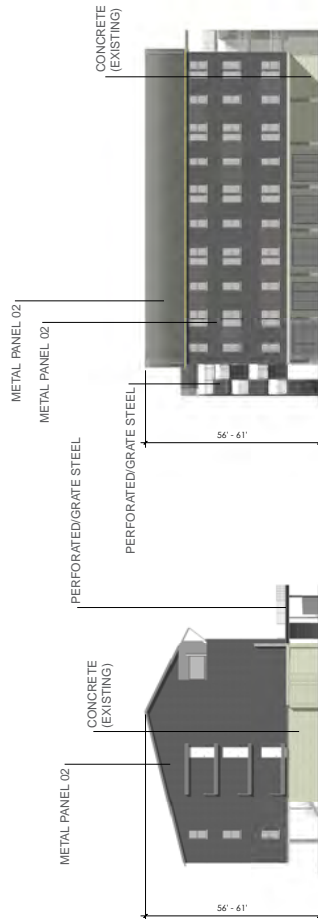 METAL PANEL 02
METAL PANEL 02
PERFORATED/GRATE STEEL
CONCRETE
(EXISTING)
56' - 61'
METAL PANEL 02
CONCRETE
(EXISTING)
PERFORATED/GRATE STEEL
56' - 61'